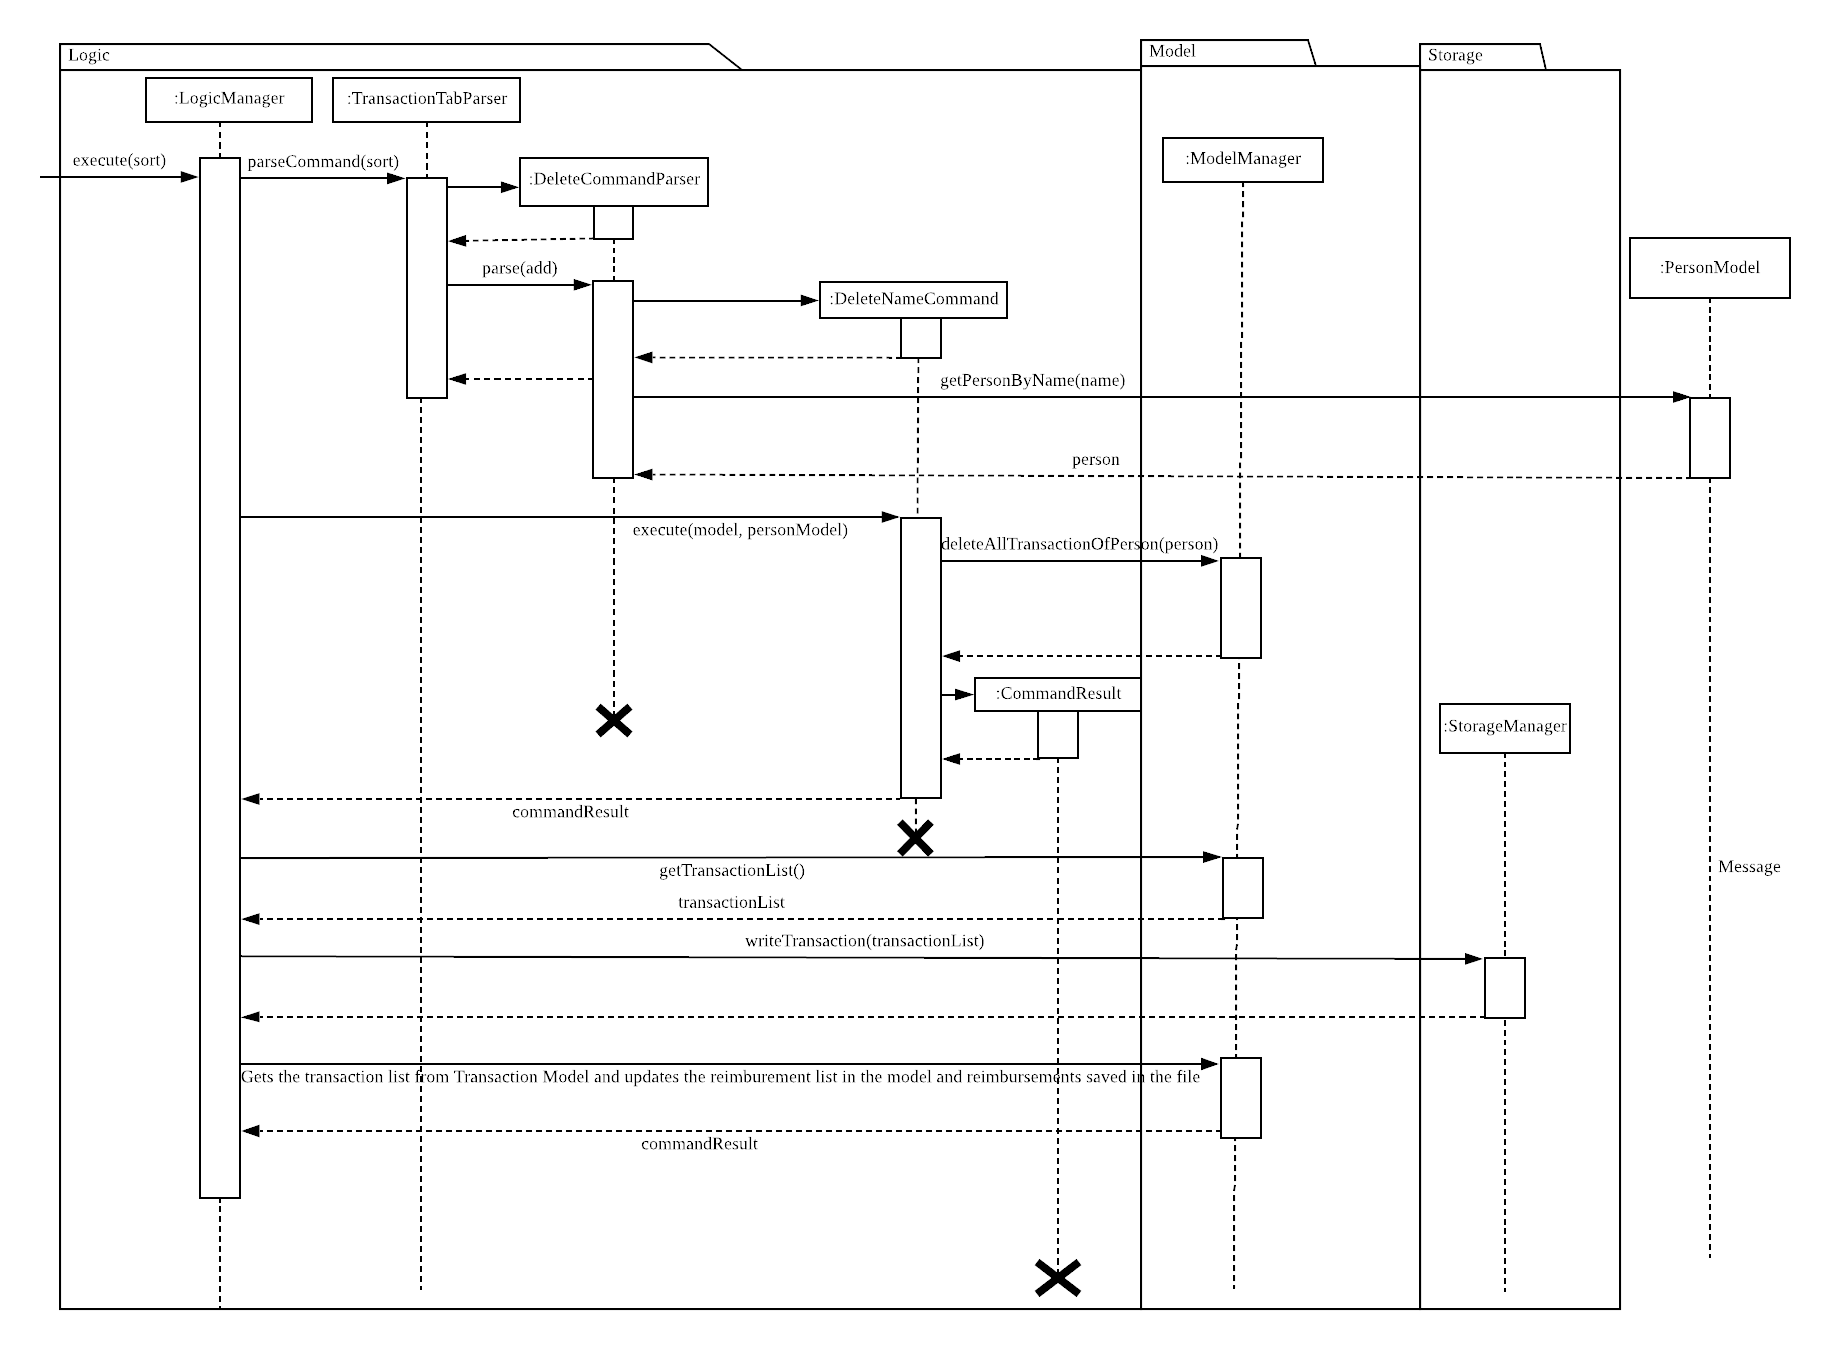 Logic
Model
Storage
:LogicManager
:TransactionTabParser
execute(sort)
parseCommand(sort)
:DeleteCommandParser
:ModelManager
parse(add)
:PersonModel
:DeleteNameCommand
getPersonByName(name)
person
execute(model, personModel)
deleteAllTransactionOfPerson(person)
:CommandResult
:StorageManager
commandResult
getTransactionList()
Message
transactionList
writeTransaction(transactionList)
Gets the transaction list from Transaction Model and updates the reimburement list in the model and reimbursements saved in the file
commandResult